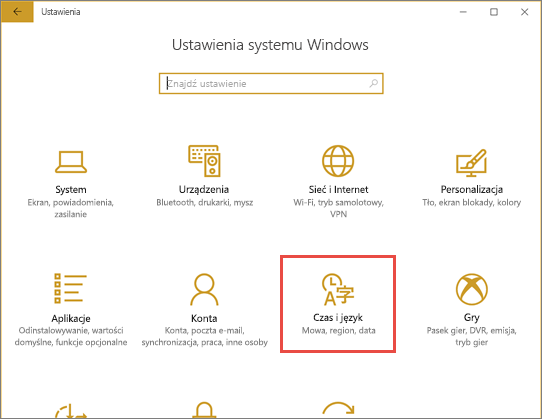 Ustawienia
Ustawienia systemu Windows
Znajdź ustawienie
System
Ekran, powiadomienia,
zasilanie
Urządzenia
Bluetooth, drukarki, mysz
Sieć i Internet
Wi-Fi, tryb samolotowy,
VPN
Personalizacja
Tło, ekran blokady, kolory
Aplikacje
Odinstalowywanie, wartości
domyślne, funkcje opcjonalne
Konta
Konta, poczta e-mail,
synchronizacja, praca, inne osoby
A字
Czas i język
Mowa, region, data
Gry
Pasek gier, DVR, emisja,
tryb gier